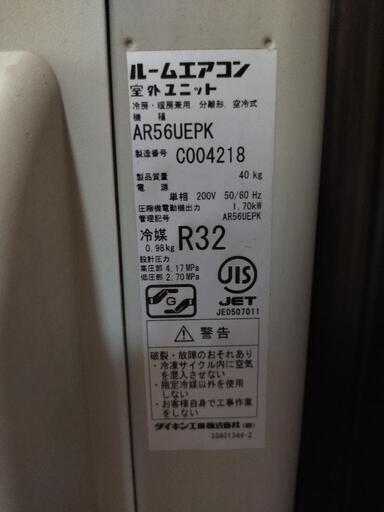 ルームエアコン
室外ユニット
冷房・暖房兼用、分離形、空冷式
機種
AR56UEPK
製造番号 C004218
製品質量 40 kg
電源
単相 200V 50/60 Hz
圧縮機電動機出力 1.70kW
管理記号 AR56UEPK
冷媒 R32
0.98kg
設計圧力
高圧部 4.17 MPa
低圧部 2.70 MPa
G
JIS
JET
JE0507011
警告
破裂・故障のおそれあり
・冷凍サイクル内に空気
を混入させない
・指定冷媒以外を使用
しない
・お客様自身で工事作業
をしない
ダイキン工業株式会社(製)
3S601344-2